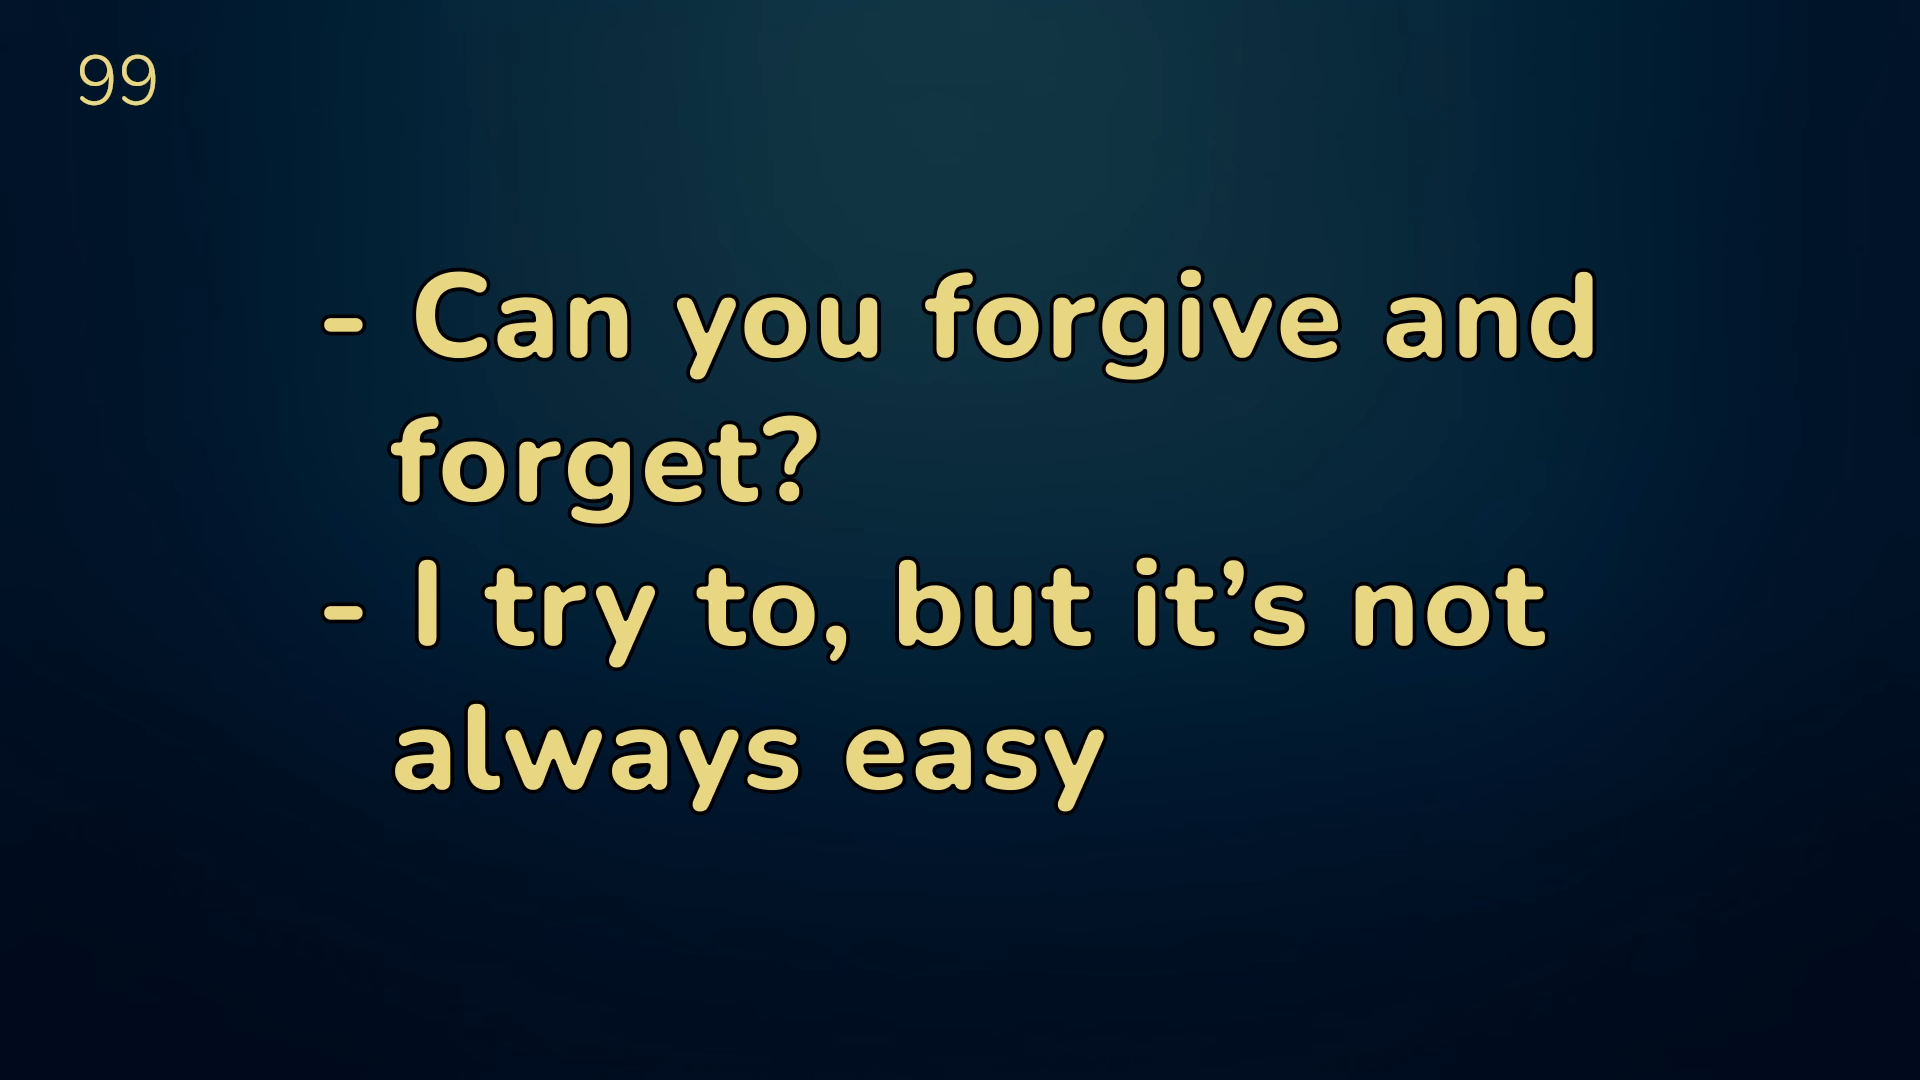 99
- Can you forgive and
forget?
- I try to, but it’s not
always easy